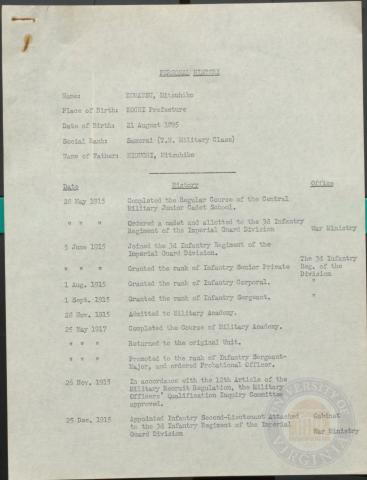 PERSONAL HISTORY
Name: KOMATSU, Mitsuhiko
Place of Birth: KOCHI Prefecture
Date of Birth: 21 August 1895
Social Rank: Samurai (T.N. Military Class)
Name of Father: Mitsuhiko
Date History Office
28 May 1915 Completed the Regular Course of the Central
Military Junior Cadet School.
" " " Ordered a cadet and allotted to the 3d Infantry
Regiment of the Imperial Guard Division War Ministry
5 June 1915 Joined the 3d Infantry Regiment of the
Imperial Guard Division.
The 3d Infantry
" " " Granted the rank of Infantry Senior Private Reg. of the
Division
1 Aug. 1915 Granted the rank of Infantry Corporal. "
1 Sept. 1915 Granted the rank of Infantry Sergeant. "
28 Nov. 1915 Admitted to Military Academy.
25 May 1917 Completed the Course of Military Academy.
" " " Returned to the original Unit.
" " " Promoted to the rank of Infantry Sergeant-
Major, and ordered Probational Officer.
26 Nov. 1915 In accordance with the 12th Article of the
Military Recruit Regulation, the Military
Officers' Qualification Inquiry Committee
approved.
25 Dec. 1915 Appointed Infantry Second-Lieutenant Attached Cabinet
to the 3d Infantry Regiment of the Imperial War Ministry
Guard Division
UNIVERSITY OF VIRGINIA